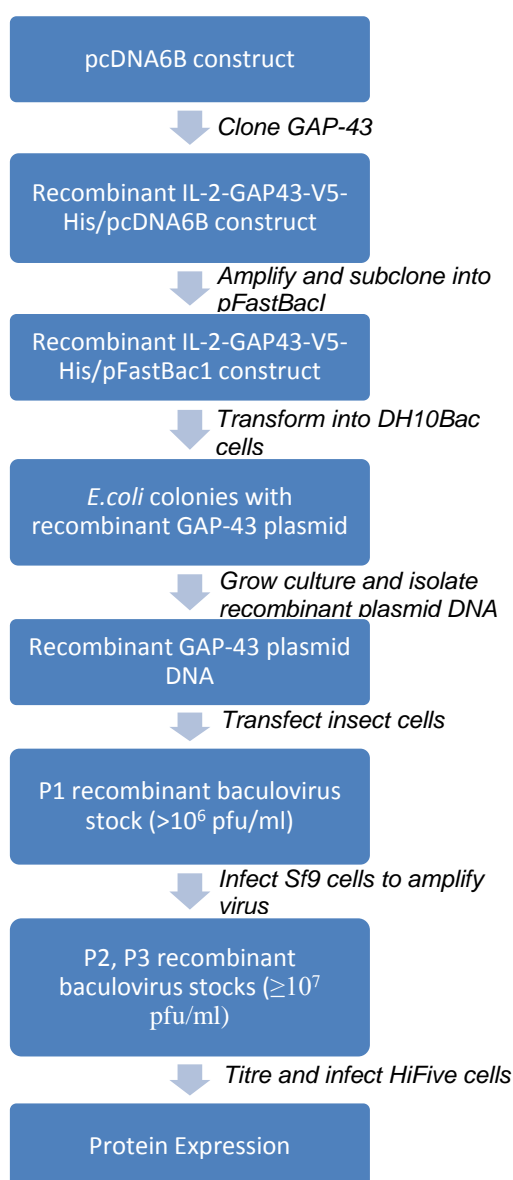 pcDNA6B construct
Clone GAP-43
Recombinant IL-2-GAP43-V5-
His/pcDNA6B construct
Amplify and subclone into
pFastBacI
Recombinant IL-2-GAP43-V5-
His/pFastBac1 construct
Transform into DH10Bac
cells
E.coli colonies with
recombinant GAP-43 plasmid
Grow culture and isolate
recombinant plasmid DNA
Recombinant GAP-43 plasmid
DNA
Transfect insect cells
P1 recombinant baculovirus
stock (>10⁶ pfu/ml)
Infect Sf9 cells to amplify
virus
P2, P3 recombinant
baculovirus stocks (≥10⁷
pfu/ml)
Titre and infect HiFive cells
Protein Expression